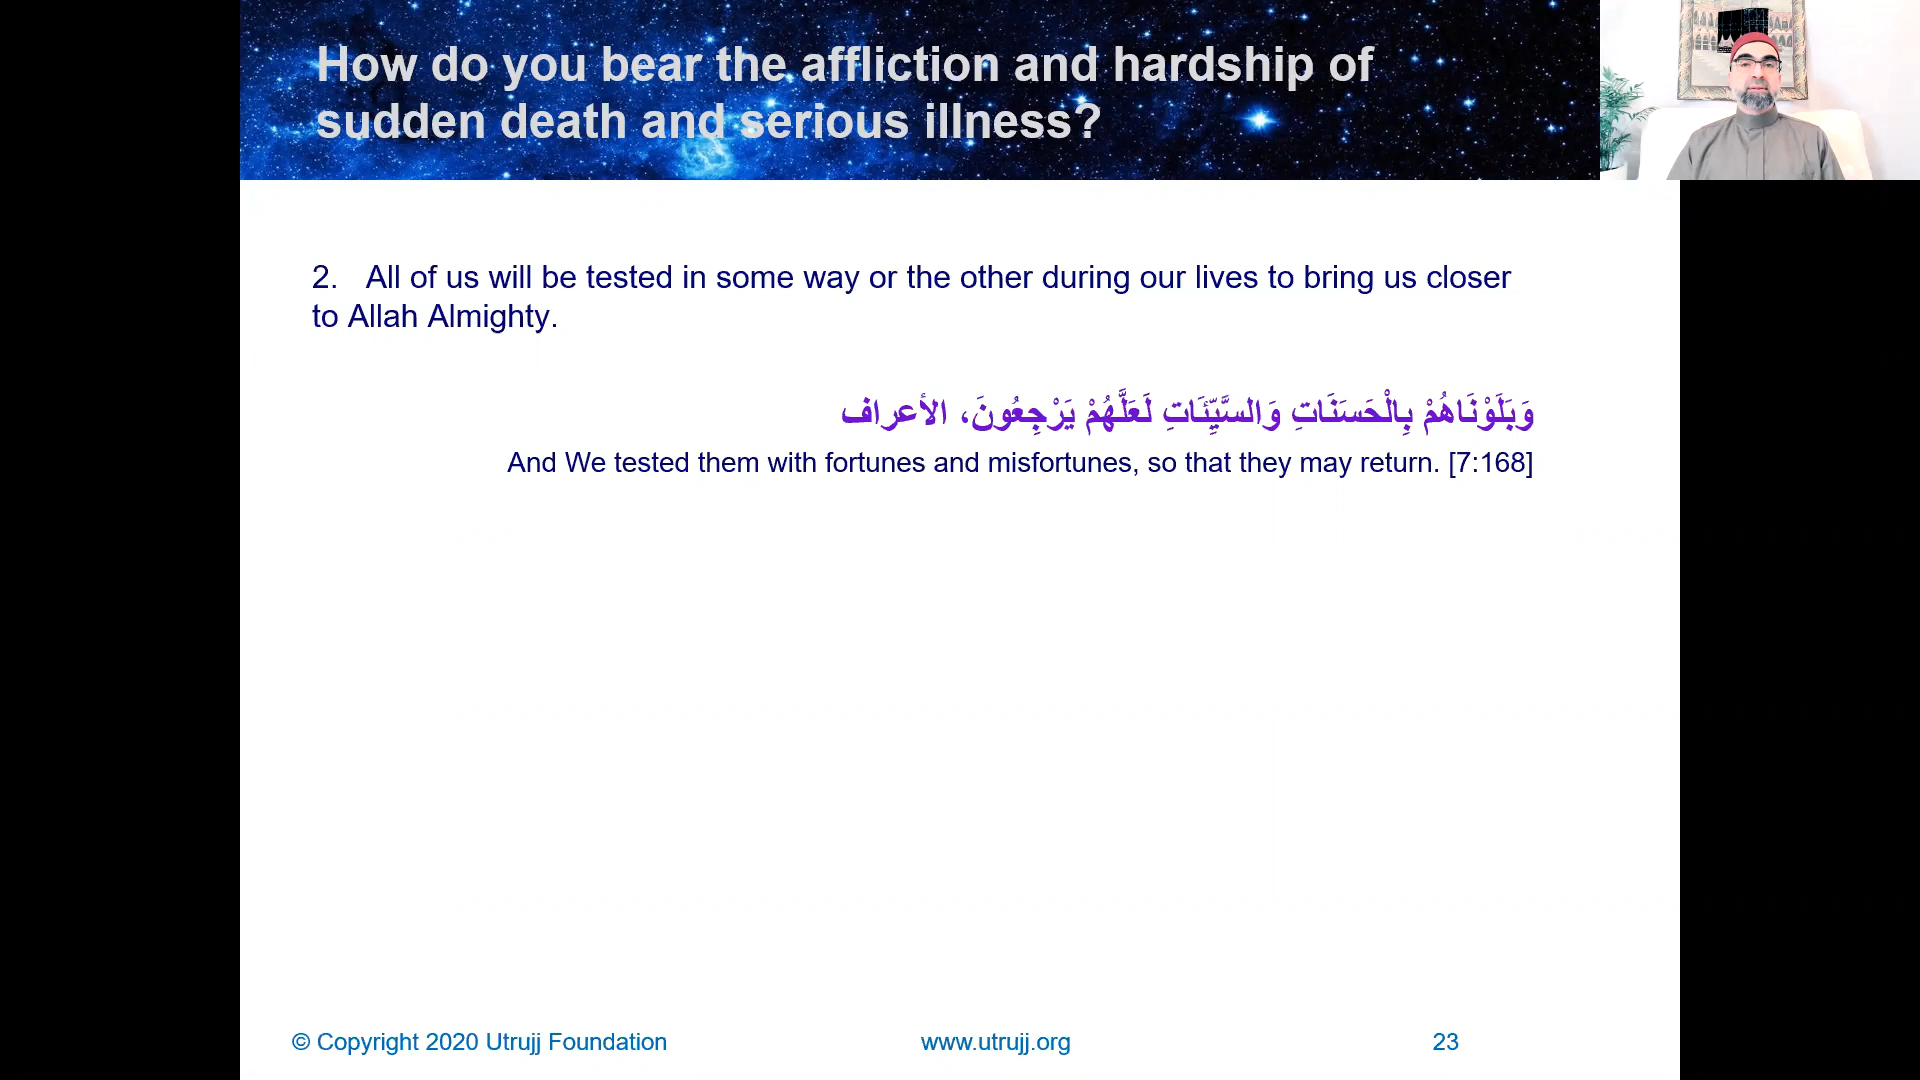 How do you bear the affliction and hardship of
sudden death and serious illness?
2. All of us will be tested in some way or the other during our lives to bring us closer
to Allah Almighty.
وَبَلَوْنَاهُمْ بِالْحَسَنَاتِ وَالسَّيِّئَاتِ لَعَلَّهُمْ يَرْجِعُونَ، الأعراف
And We tested them with fortunes and misfortunes, so that they may return. [7:168]
© Copyright 2020 Utrujj Foundation
www.utrujj.org
23